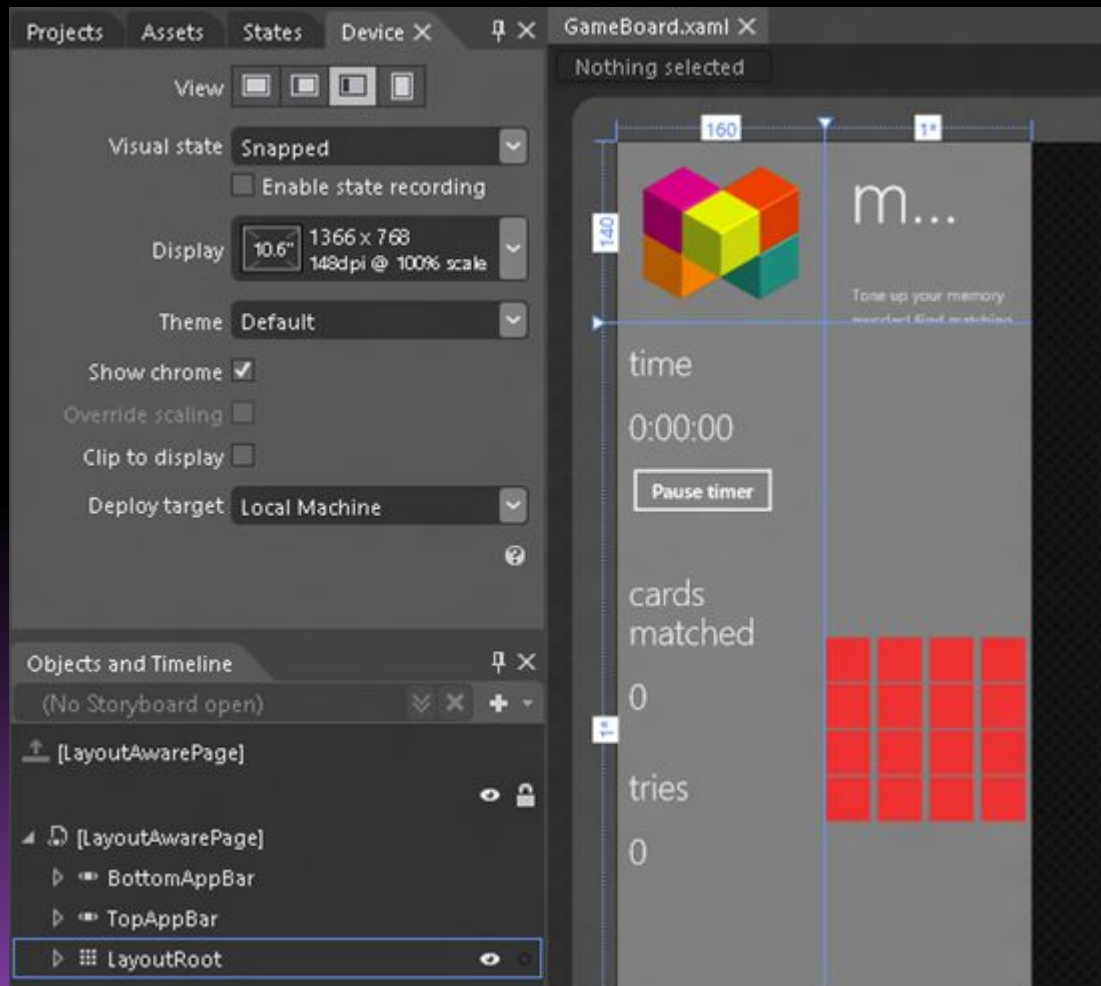 Projects Assets States Device
View
Visual state Snapped
Enable state recording
Display 10.6" 1366 x 768
148dpi @ 100% scale
Theme Default
Show chrome
Override scaling
Clip to display
Deploy target Local Machine
Objects and Timeline
(No Storyboard open)
[LayoutAwarePage]
[LayoutAwarePage]
BottomAppBar
TopAppBar
LayoutRoot
GameBoard.xaml
Nothing selected
160 1*
140
m...
Tone up your memory
muscles! Find matching
time
0:00:00
Pause timer
cards
matched
0
1*
tries
0